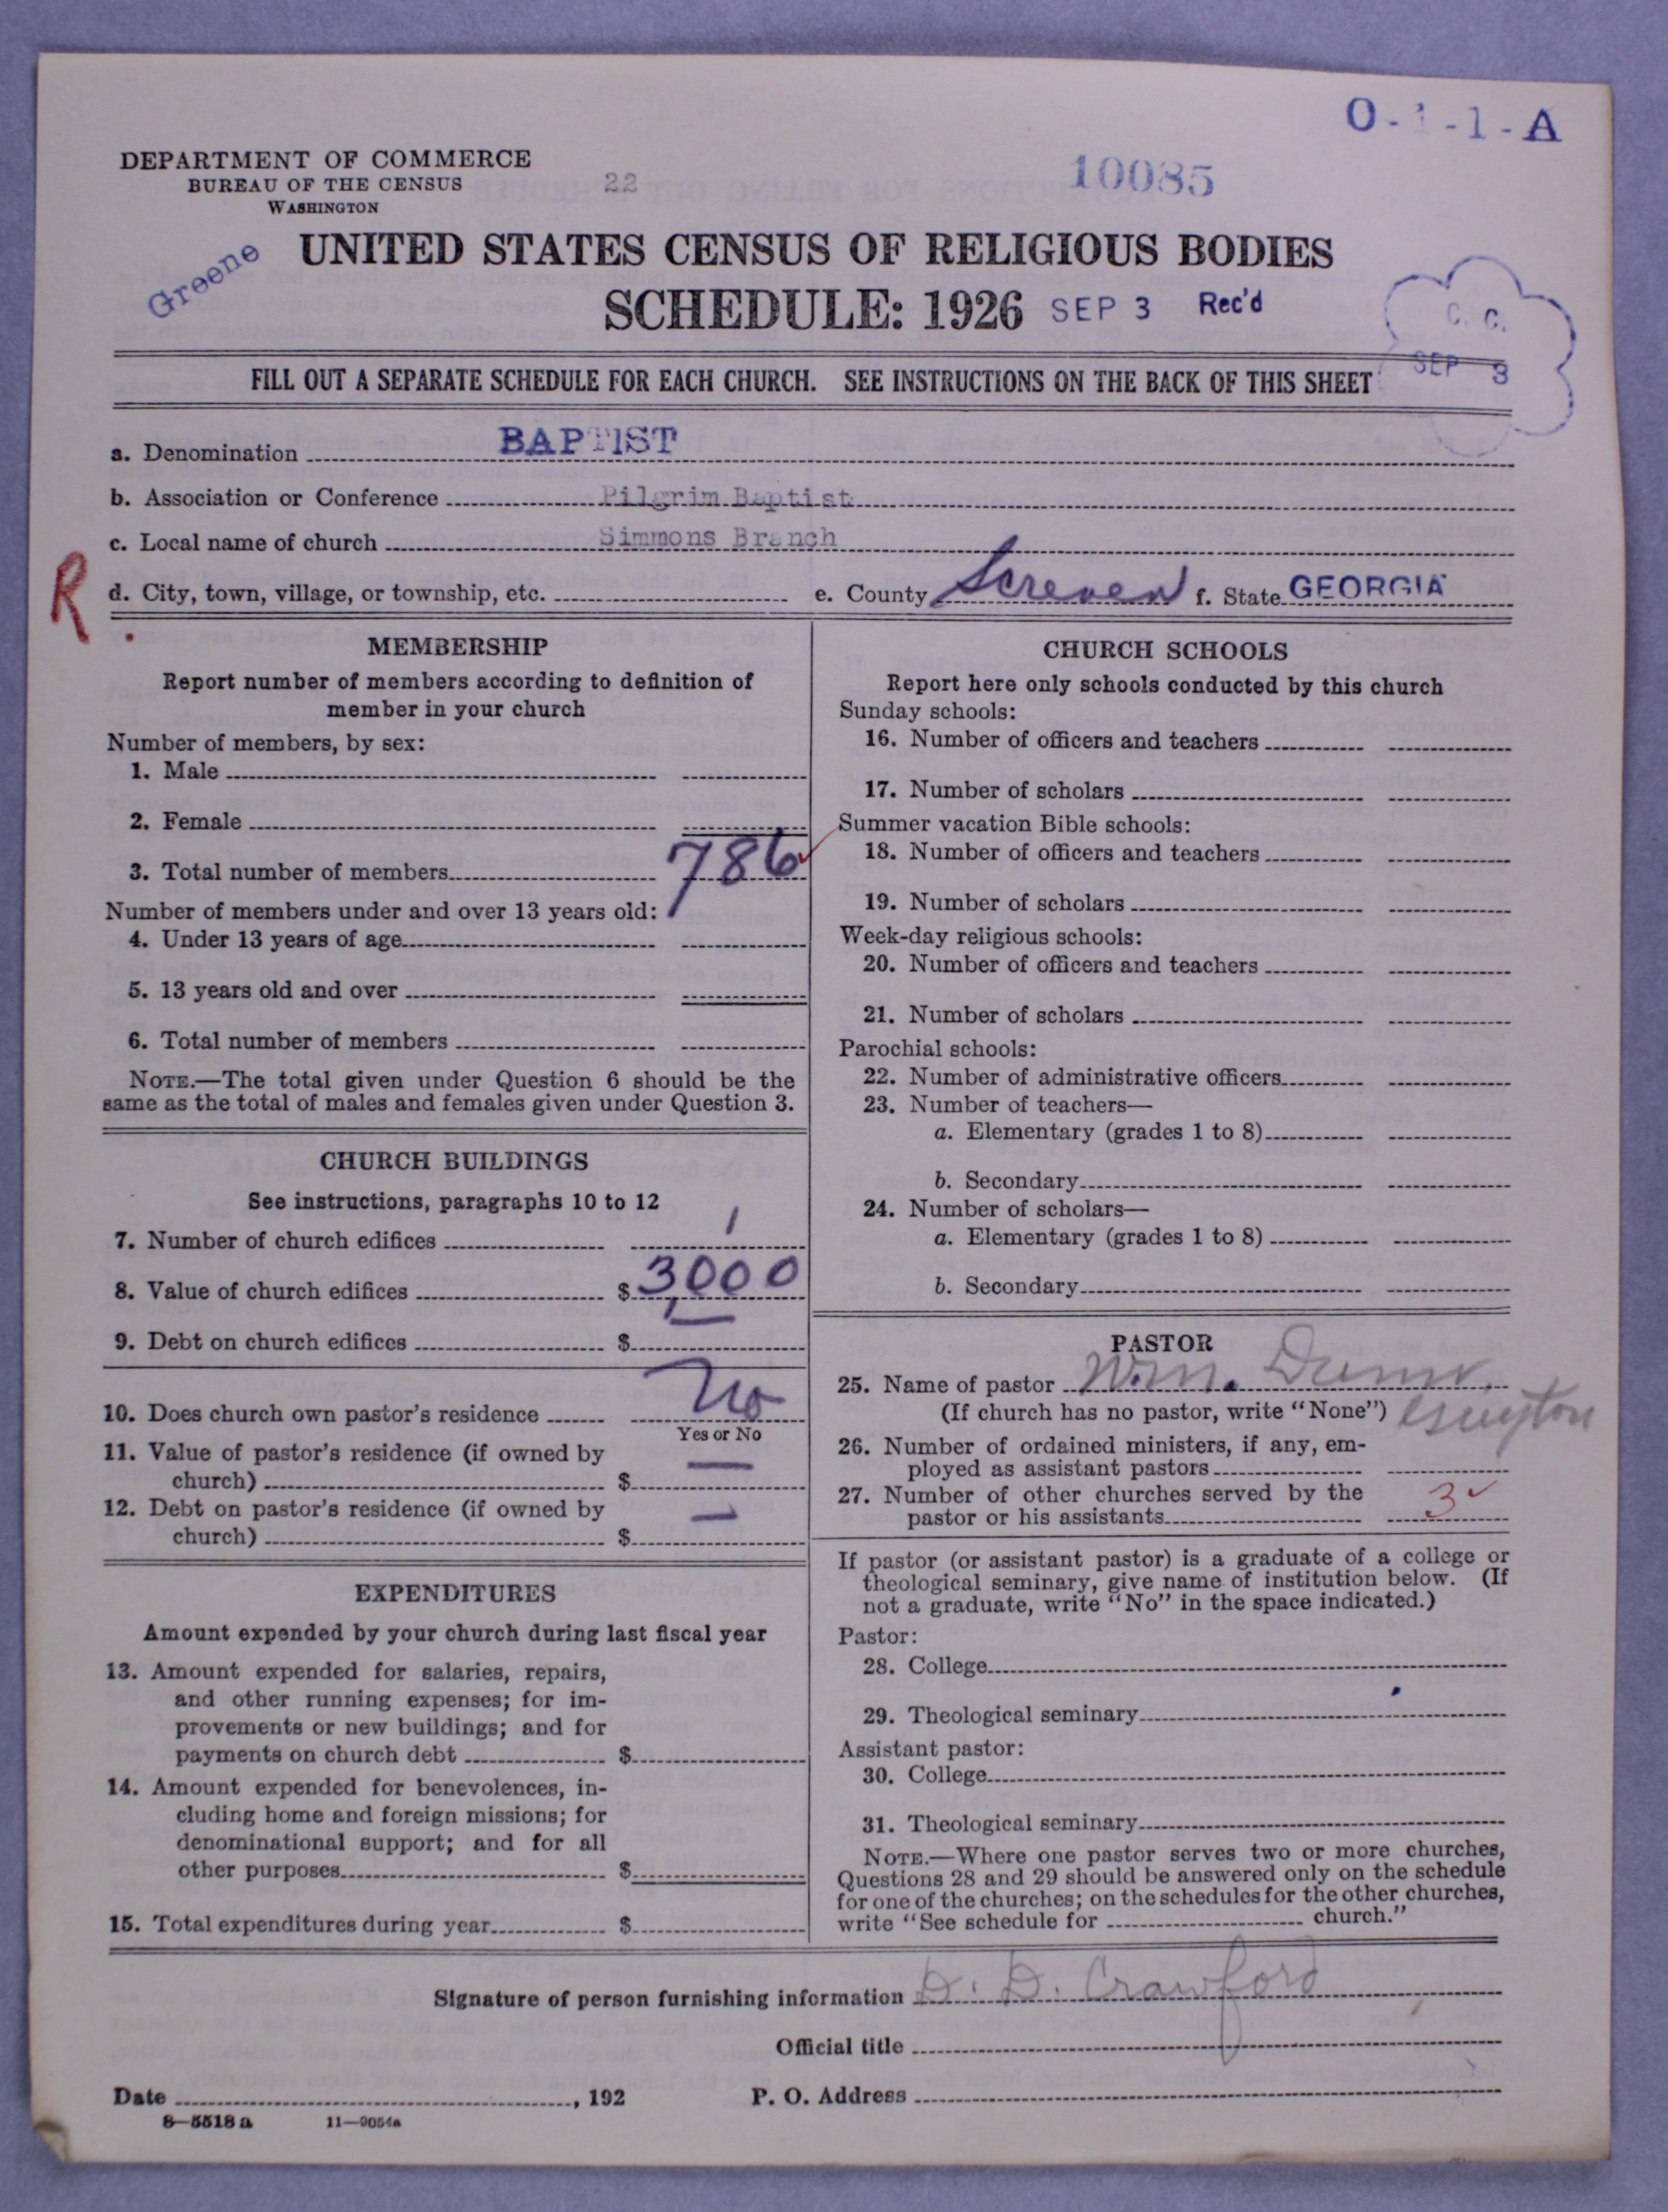 O-1-1-A
DEPARTMENT OF COMMERCE
BUREAU OF THE CENSUS
WASHINGTON
22
10085
Greene
UNITED STATES CENSUS OF RELIGIOUS BODIES
SCHEDULE: 1926 SEP 3 Rec'd
C. C.
SEP 3
FILL OUT A SEPARATE SCHEDULE FOR EACH CHURCH. SEE INSTRUCTIONS ON THE BACK OF THIS SHEET
a. Denomination BAPTIST
b. Association or Conference Pilgrim Baptist
c. Local name of church Simmons Branch
R.
d. City, town, village, or township, etc. e. County Screven f. State GEORGIA
MEMBERSHIP
Report number of members according to definition of
member in your church
Number of members, by sex:
1. Male
2. Female
3. Total number of members 786
Number of members under and over 13 years old:
4. Under 13 years of age
5. 13 years old and over
6. Total number of members
NOTE.—The total given under Question 6 should be the
same as the total of males and females given under Question 3.
CHURCH BUILDINGS
See instructions, paragraphs 10 to 12
7. Number of church edifices 1
8. Value of church edifices $ 3,000
9. Debt on church edifices $ —
10. Does church own pastor's residence No
Yes or No
11. Value of pastor's residence (if owned by
church) $ —
12. Debt on pastor's residence (if owned by
church) $ —
EXPENDITURES
Amount expended by your church during last fiscal year
13. Amount expended for salaries, repairs,
and other running expenses; for im-
provements or new buildings; and for
payments on church debt $
14. Amount expended for benevolences, in-
cluding home and foreign missions; for
denominational support; and for all
other purposes $
15. Total expenditures during year $
CHURCH SCHOOLS
Report here only schools conducted by this church
Sunday schools:
16. Number of officers and teachers
17. Number of scholars
Summer vacation Bible schools:
18. Number of officers and teachers
19. Number of scholars
Week-day religious schools:
20. Number of officers and teachers
21. Number of scholars
Parochial schools:
22. Number of administrative officers
23. Number of teachers—
a. Elementary (grades 1 to 8)
b. Secondary
24. Number of scholars—
a. Elementary (grades 1 to 8)
b. Secondary
PASTOR
25. Name of pastor Wm.
(If church has no pastor, write "None") Guyton
26. Number of ordained ministers, if any, em-
ployed as assistant pastors
27. Number of other churches served by the
pastor or his assistants 3
If pastor (or assistant pastor) is a graduate of a college or
theological seminary, give name of institution below. (If
not a graduate, write "No" in the space indicated.)
Pastor:
28. College
29. Theological seminary
Assistant pastor:
30. College
31. Theological seminary
NOTE.—Where one pastor serves two or more churches,
Questions 28 and 29 should be answered only on the schedule
for one of the churches; on the schedules for the other churches,
write "See schedule for church."
Signature of person furnishing information D. D. Crawford
Official title
Date , 192 P. O. Address
8—5518 a 11—9054a